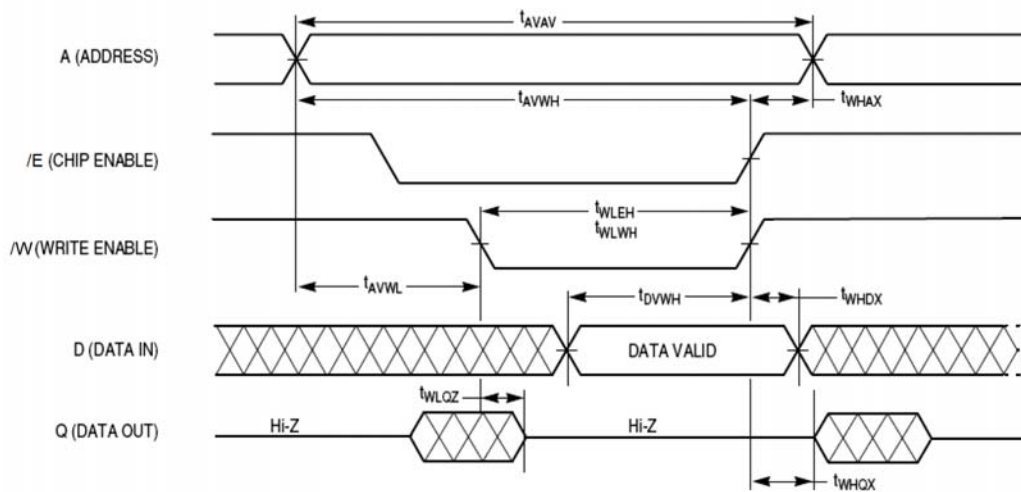 tAVAV
A (ADDRESS)
tAVWH
tWHAX
/E (CHIP ENABLE)
tWLEH
tWLWH
/W (WRITE ENABLE)
tAVWL
tDVWH
tWHDX
D (DATA IN)
DATA VALID
tWLQZ
Q (DATA OUT)
Hi-Z
Hi-Z
tWHQX